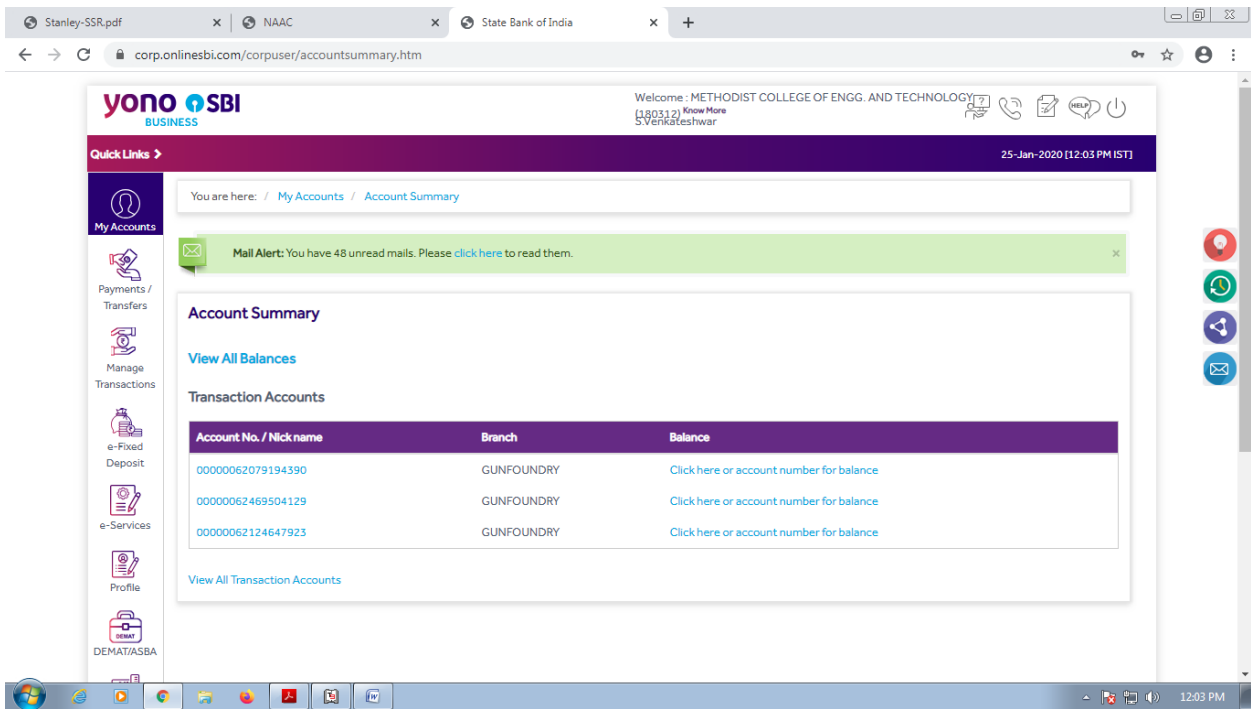 Stanley-SSR.pdf
NAAC
State Bank of India
corp.onlinesbi.com/corpuser/accountsummary.htm
yono SBI
BUSINESS
Welcome : METHODIST COLLEGE OF ENGG. AND TECHNOLOGY
(180312) Know More
S.Venkateshwar
HELP
Quick Links
25-Jan-2020 [12:03 PM IST]
My Accounts
Payments /
Transfers
Manage
Transactions
e-Fixed
Deposit
e-Services
Profile
DEMAT
DEMAT/ASBA
You are here: / My Accounts / Account Summary
Mail Alert: You have 48 unread mails. Please click here to read them.
Account Summary
View All Balances
Transaction Accounts
Account No. / Nick name Branch Balance
00000062079194390 GUNFOUNDRY Click here or account number for balance
00000062469504129 GUNFOUNDRY Click here or account number for balance
00000062124647923 GUNFOUNDRY Click here or account number for balance
View All Transaction Accounts
12:03 PM